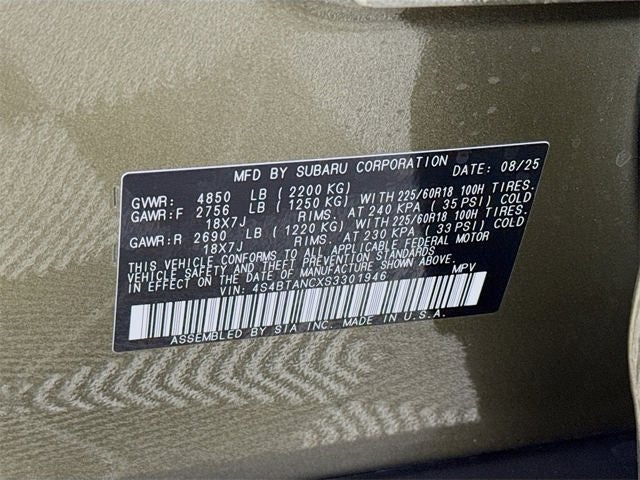 MFD BY SUBARU CORPORATION DATE: 08/25
GVWR: 4850 LB (2200 KG)
GAWR:F 2756 LB (1250 KG) WITH 225/60R18 100H TIRES.
18X7J RIMS. AT 240 KPA (35 PSI) COLD
GAWR:R 2690 LB (1220 KG) WITH 225/60R18 100H TIRES.
18X7J RIMS. AT 230 KPA (33 PSI) COLD
THIS VEHICLE CONFORMS TO ALL APPLICABLE FEDERAL MOTOR
VEHICLE SAFETY AND THEFT PREVENTION STANDARDS
IN EFFECT ON THE DATE OF MANUFACTURE SHOWN ABOVE.
VIN: 4S4BTANCXS3301946 MPV
ASSEMBLED BY SIA INC. MADE IN U.S.A.